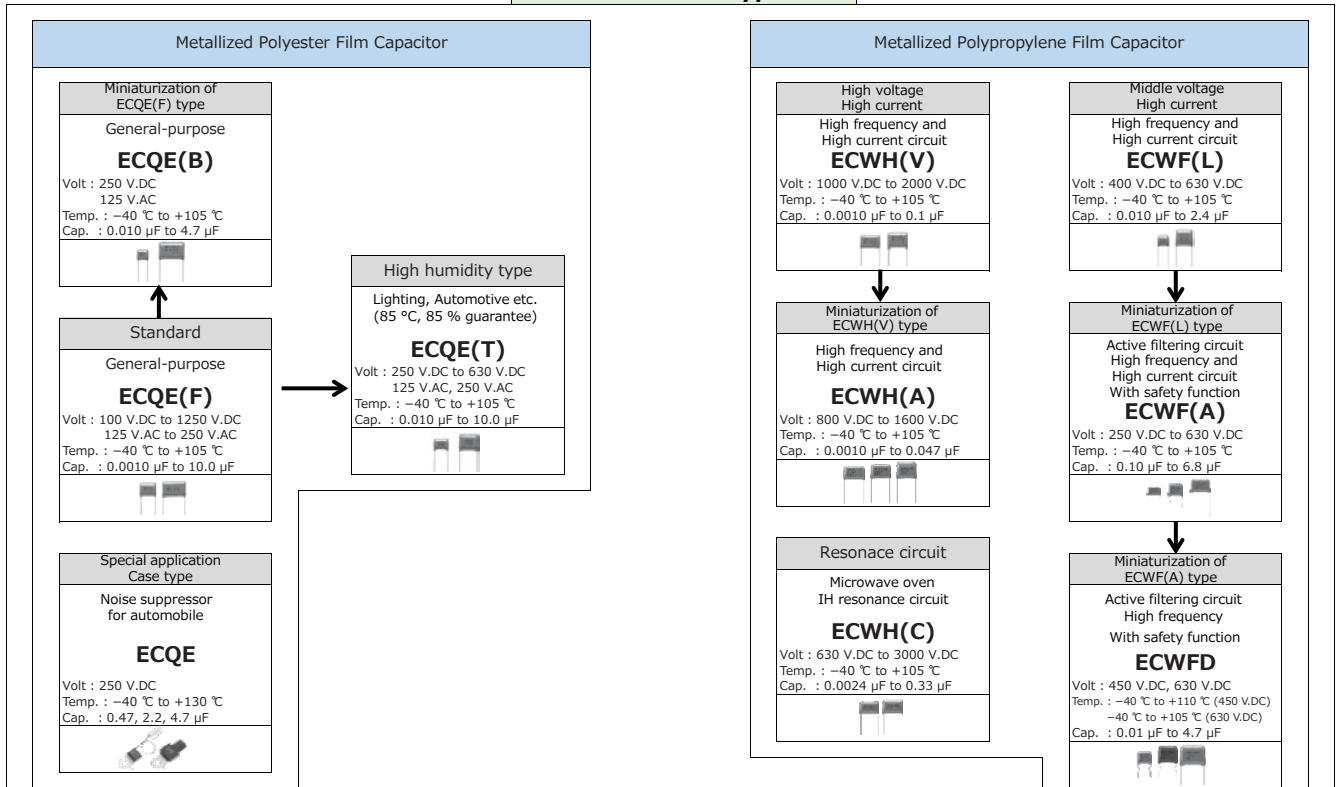 Metallized Polyester Film Capacitor
Miniaturization of
ECQE(F) type
General-purpose
ECQE(B)
Volt : 250 V.DC
125 V.AC
Temp. : −40 ℃ to +105 ℃
Cap. : 0.010 μF to 4.7 μF
Standard
General-purpose
ECQE(F)
Volt : 100 V.DC to 1250 V.DC
125 V.AC to 250 V.AC
Temp. : −40 ℃ to +105 ℃
Cap. : 0.0010 μF to 10.0 μF
High humidity type
Lighting, Automotive etc.
(85 °C, 85 % guarantee)
ECQE(T)
Volt : 250 V.DC to 630 V.DC
125 V.AC, 250 V.AC
Temp. : −40 ℃ to +105 ℃
Cap. : 0.010 μF to 10.0 μF
Special application
Case type
Noise suppressor
for automobile
ECQE
Volt : 250 V.DC
Temp. : −40 ℃ to +130 ℃
Cap. : 0.47, 2.2, 4.7 μF
Metallized Polypropylene Film Capacitor
High voltage
High current
High frequency and
High current circuit
ECWH(V)
Volt : 1000 V.DC to 2000 V.DC
Temp. : −40 ℃ to +105 ℃
Cap. : 0.0010 μF to 0.1 μF
Miniaturization of
ECWH(V) type
High frequency and
High current circuit
ECWH(A)
Volt : 800 V.DC to 1600 V.DC
Temp. : −40 ℃ to +105 ℃
Cap. : 0.0010 μF to 0.047 μF
Resonace circuit
Microwave oven
IH resonance circuit
ECWH(C)
Volt : 630 V.DC to 3000 V.DC
Temp. : −40 ℃ to +105 ℃
Cap. : 0.0024 μF to 0.33 μF
Middle voltage
High current
High frequency and
High current circuit
ECWF(L)
Volt : 400 V.DC to 630 V.DC
Temp. : −40 ℃ to +105 ℃
Cap. : 0.010 μF to 2.4 μF
Miniaturization of
ECWF(L) type
Active filtering circuit
High frequency and
High current circuit
With safety function
ECWF(A)
Volt : 250 V.DC to 630 V.DC
Temp. : −40 ℃ to +105 ℃
Cap. : 0.10 μF to 6.8 μF
Miniaturization of
ECWF(A) type
Active filtering circuit
High frequency
With safety function
ECWFD
Volt : 450 V.DC, 630 V.DC
Temp. : −40 ℃ to +110 ℃ (450 V.DC)
−40 ℃ to +105 ℃ (630 V.DC)
Cap. : 0.01 μF to 4.7 μF